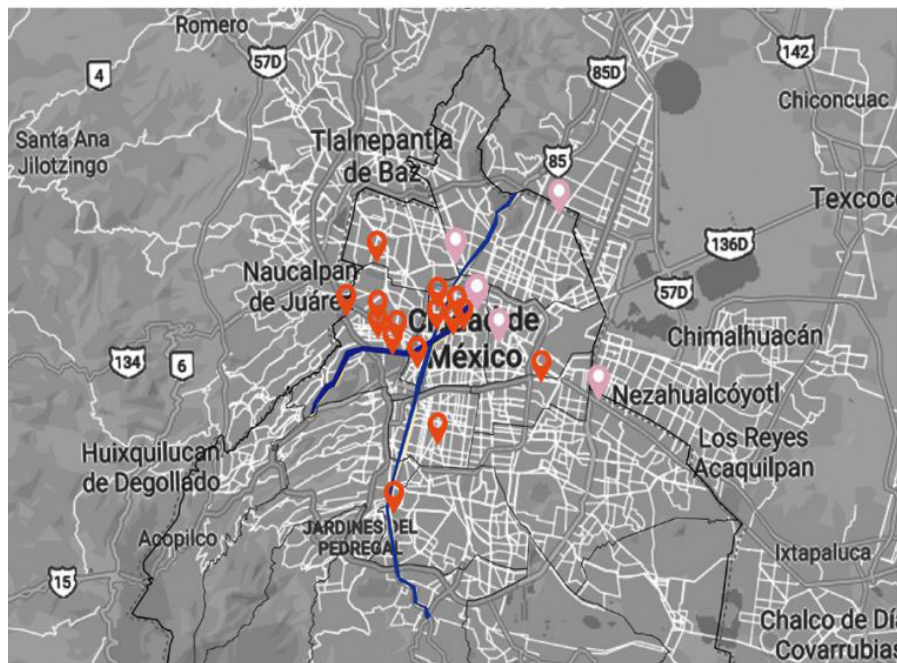 Romero
57D
4
85D
142
Chiconcuac
Santa Ana
Jilotzingo
Tlalnepantla
de Baz
85
Texcoco
136D
Naucalpan
de Juáre
57D
Ciudad de
México
Chimalhuacán
134
6
Nezahualcóyotl
Huixquilucan
de Degollado
Los Reyes
Acaquilpan
Acopilco
JARDINES DEL
PEDREGAL
15
Ixtapaluca
Chalco de Día
Covarrubias